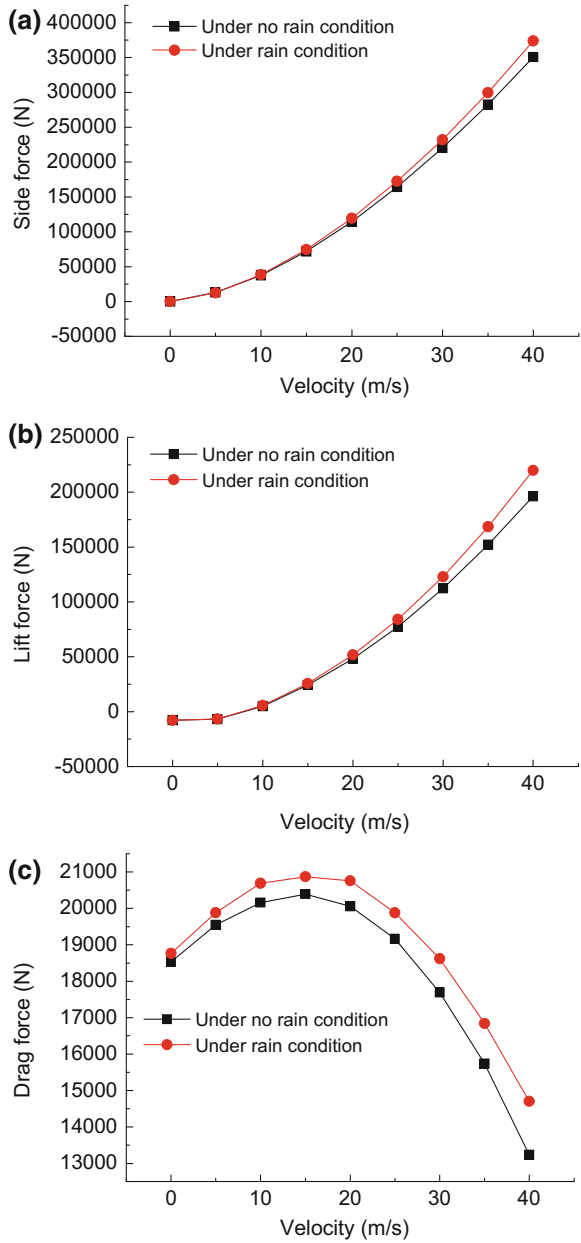 (a)
400000
350000
300000
250000
200000
150000
100000
50000
0
-50000
Side force (N)
Under no rain condition
Under rain condition
0 10 20 30 40
Velocity (m/s)
(b)
250000
200000
150000
100000
50000
0
-50000
Lift force (N)
Under no rain condition
Under rain condition
0 10 20 30 40
Velocity (m/s)
(c)
21000
20000
19000
18000
17000
16000
15000
14000
13000
Drag force (N)
Under no rain condition
Under rain condition
0 10 20 30 40
Velocity (m/s)